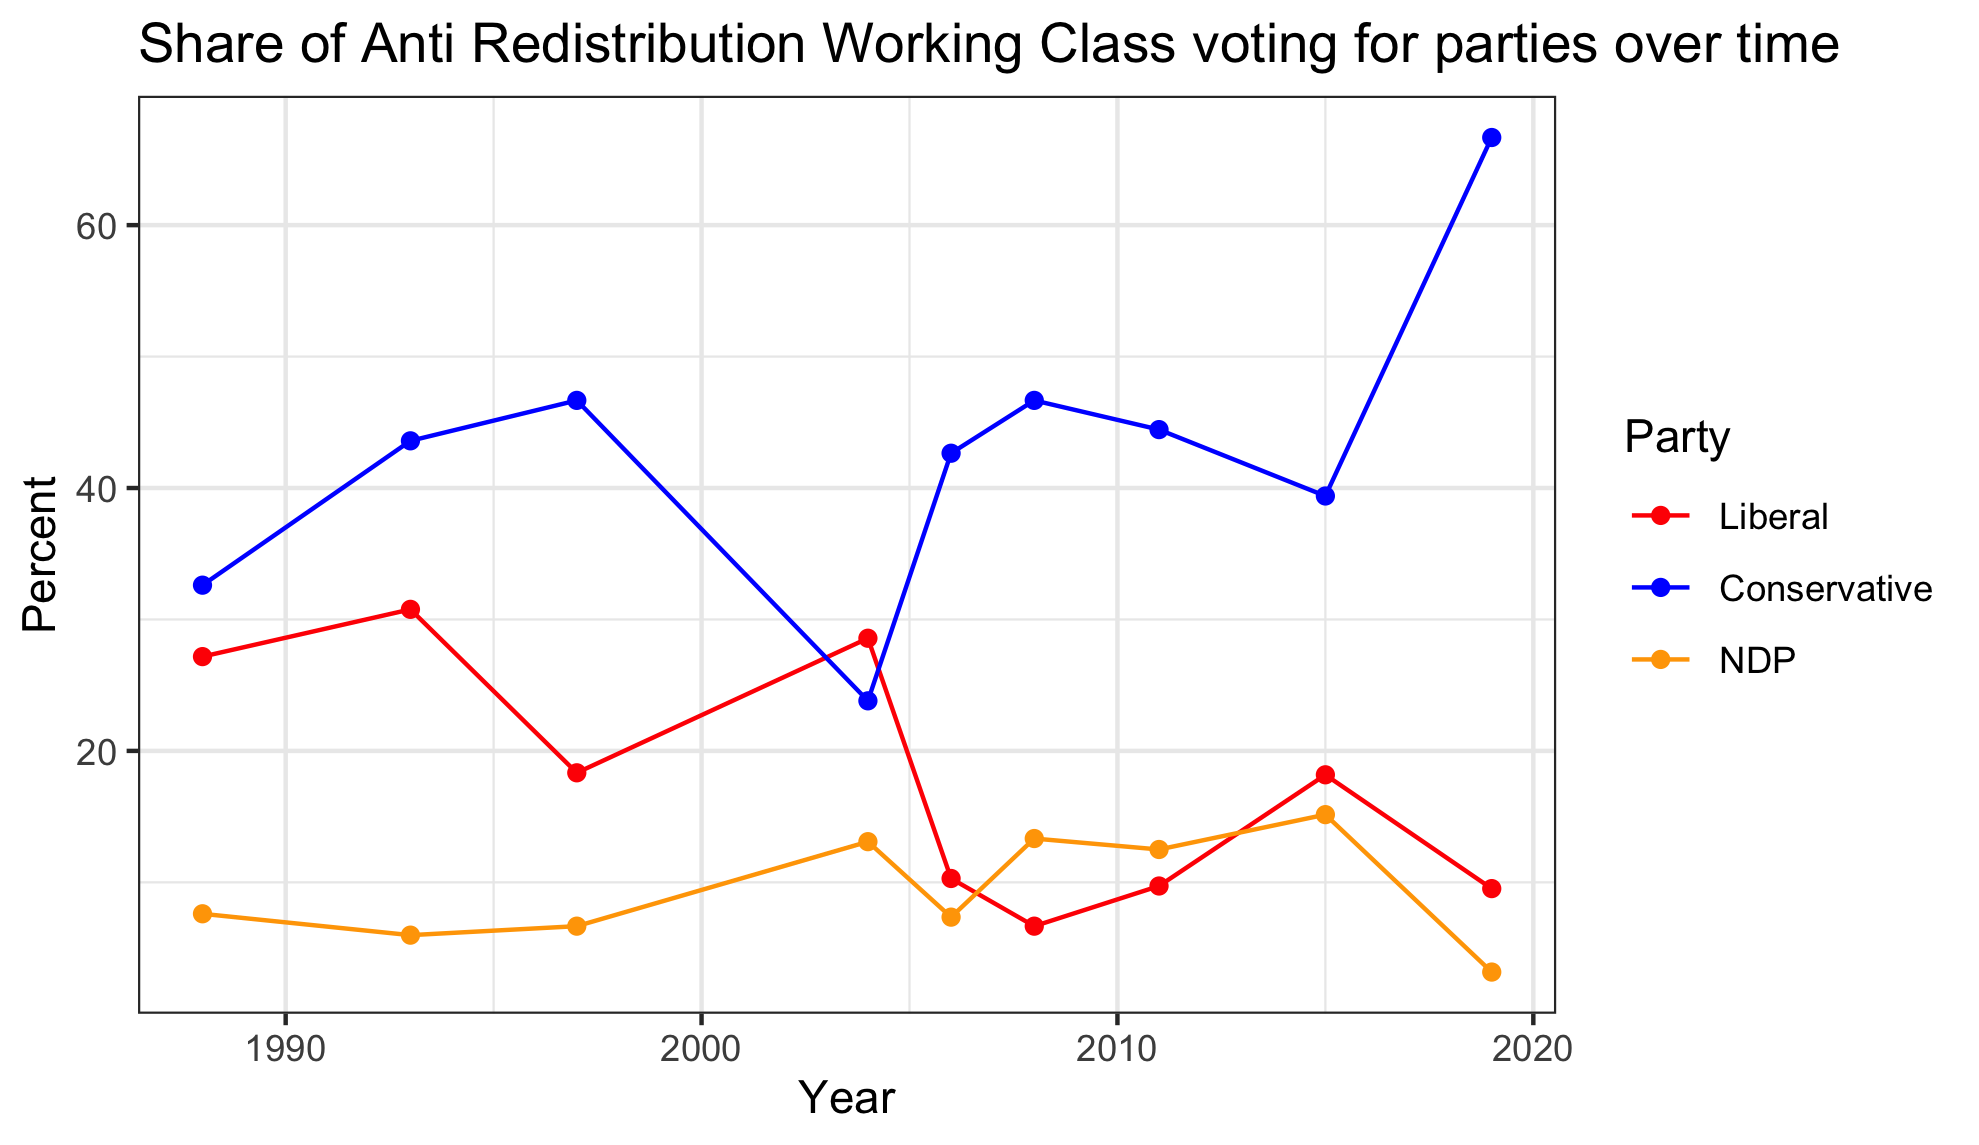 Share of Anti Redistribution Working Class voting for parties over time
Percent
60
40
20
1990
2000
2010
2020
Year
Party
Liberal
Conservative
NDP